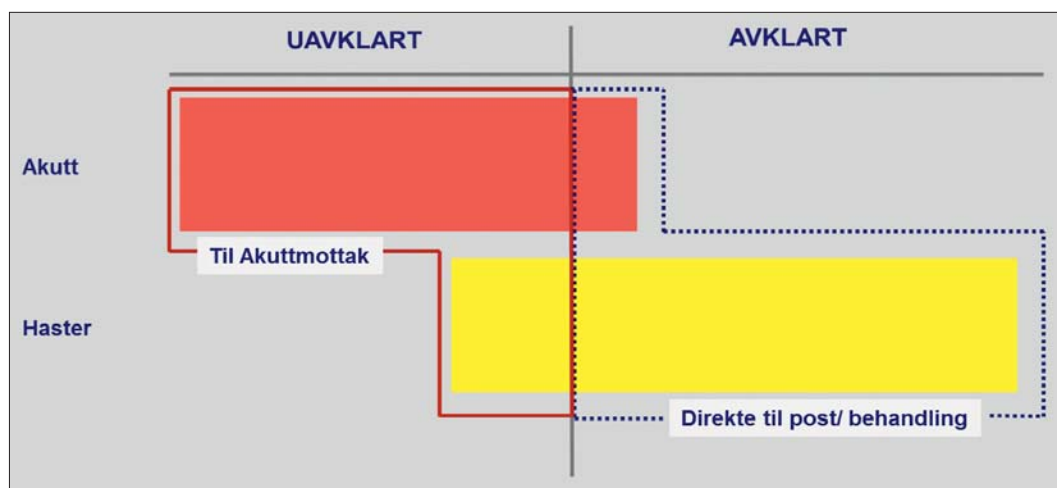 UAVKLART
AVKLART
Akutt
Til Akuttmottak
Haster
Direkte til post/ behandling